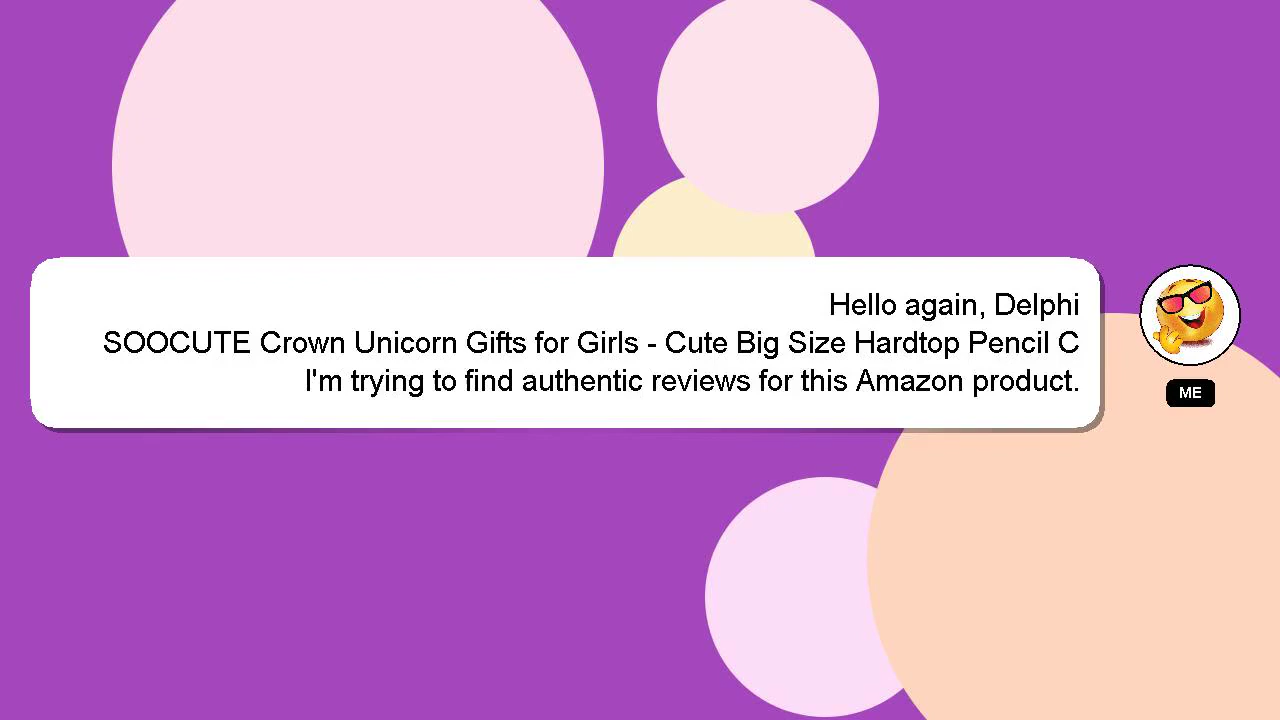 Hello again, Delphi
SOOCUTE Crown Unicorn Gifts for Girls - Cute Big Size Hardtop Pencil C
I'm trying to find authentic reviews for this Amazon product.
ME